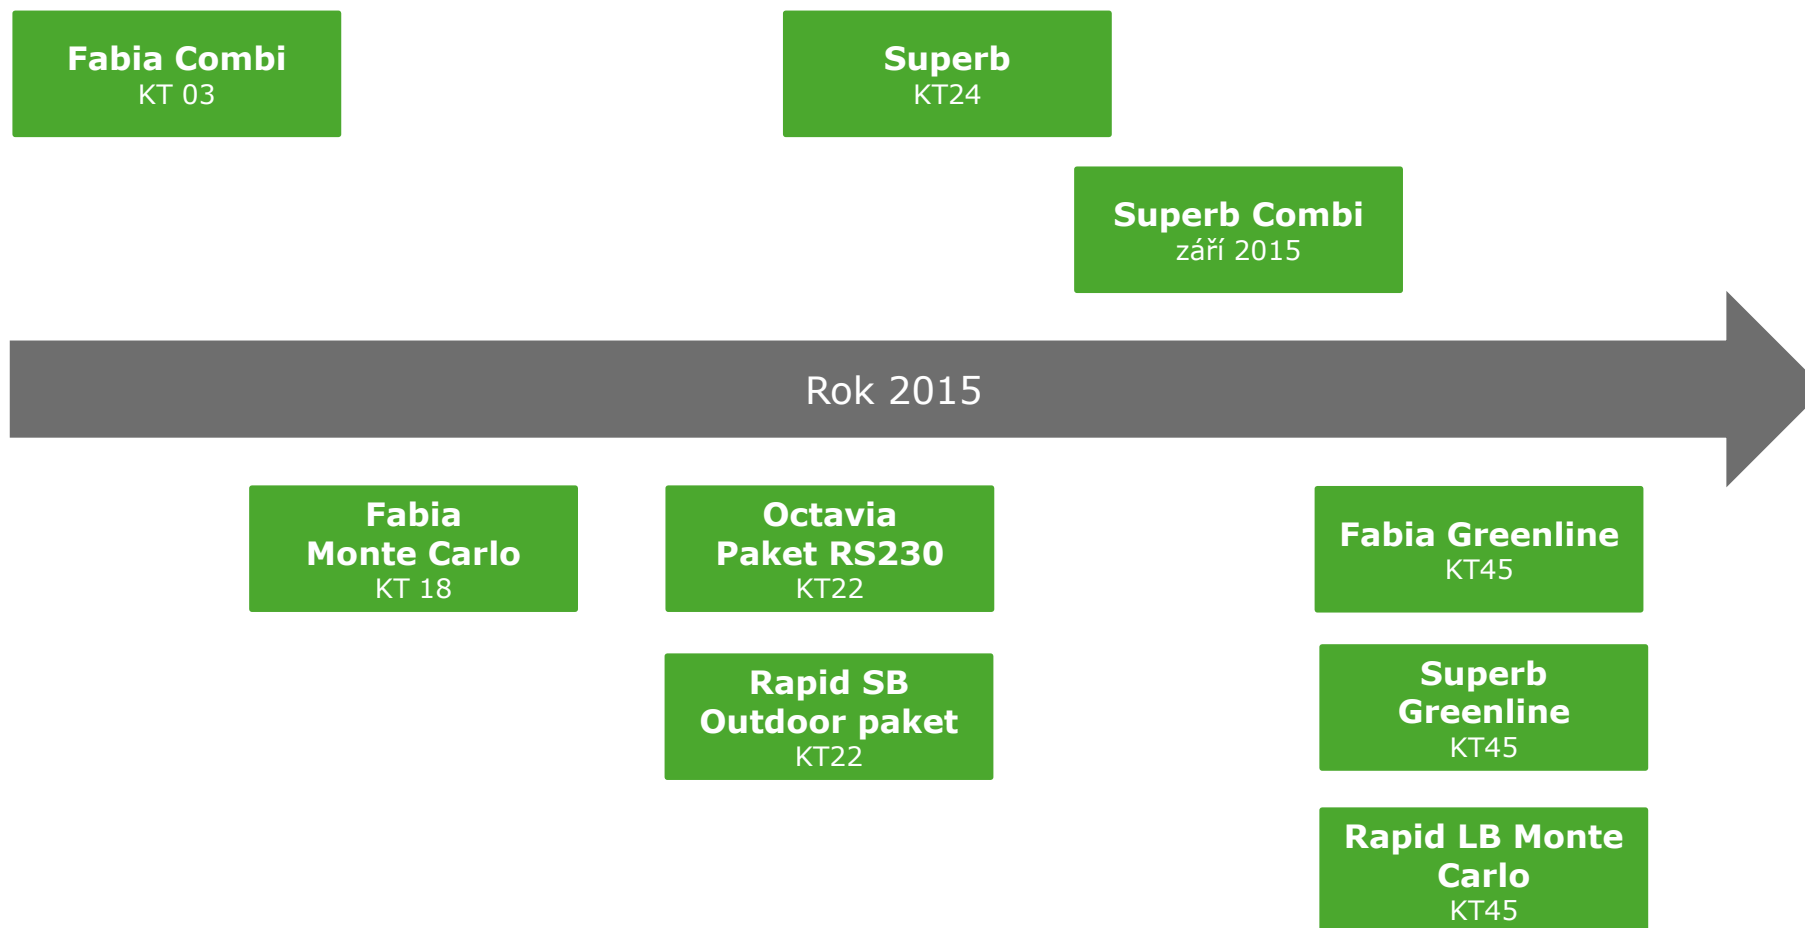 Fabia Combi
KT 03
Superb
KT24
Superb Combi
září 2015
Rok 2015
Fabia
Monte Carlo
KT 18
Octavia
Paket RS230
KT22
Rapid SB
Outdoor paket
KT22
Fabia Greenline
KT45
Superb
Greenline
KT45
Rapid LB Monte
Carlo
KT45